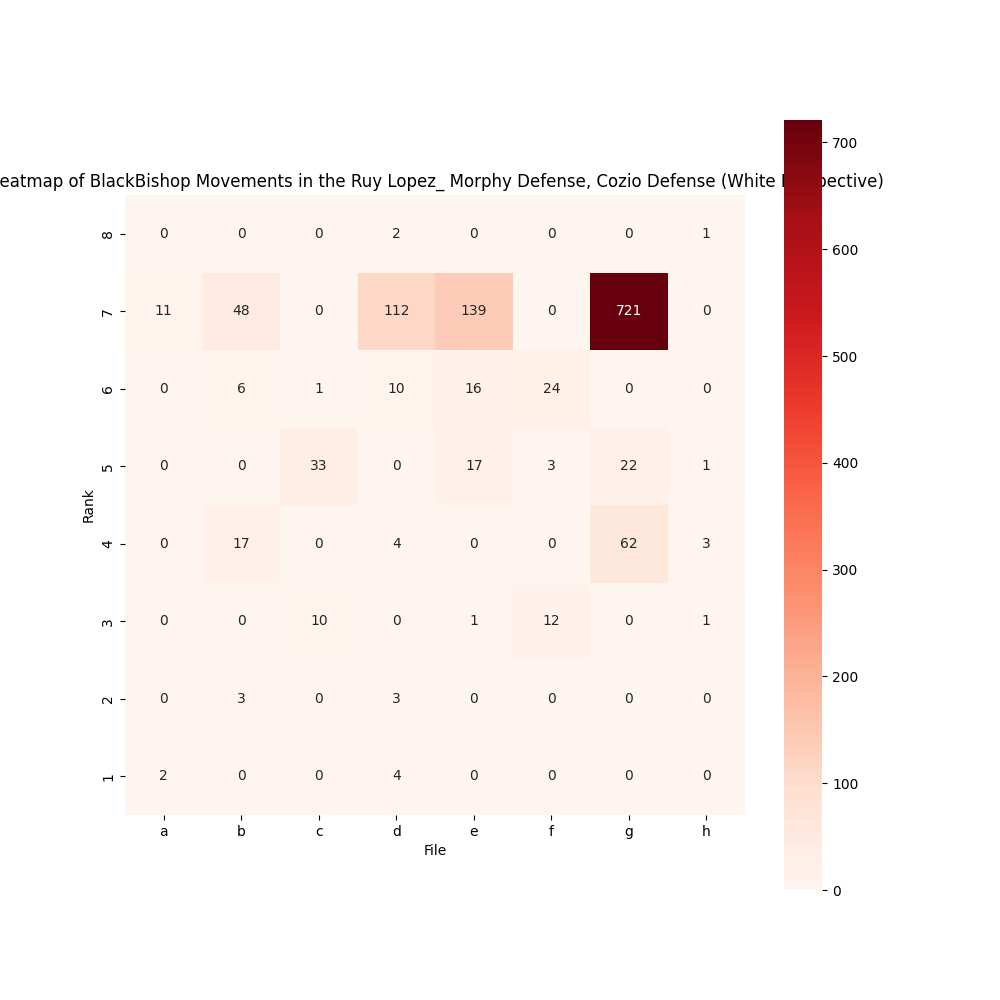 eatmap of BlackBishop Movements in the Ruy Lopez_ Morphy Defense, Cozio Defense (White pective)
700
8 0 0 0 2 0 0 0 1
600
7 11 48 0 112 139 0 721 0
500
6 0 6 1 10 16 24 0 0
5 0 0 33 0 17 3 22 1
400
Rank
4 0 17 0 4 0 0 62 3
300
3 0 0 10 0 1 12 0 1
200
2 0 3 0 3 0 0 0 0
100
1 2 0 0 4 0 0 0 0
a b c d e f g h
File
0